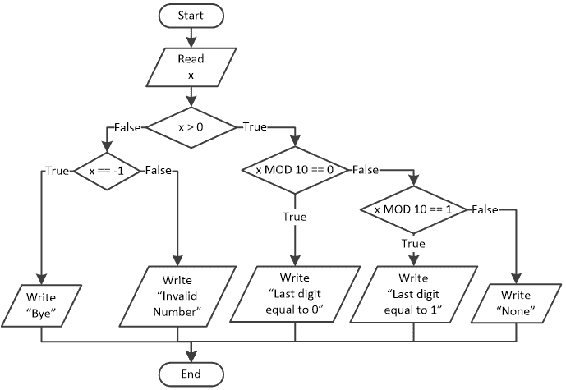 Start
Read
x
x > 0
False
True
x == -1
True
False
x MOD 10 == 0
False
True
x MOD 10 == 1
False
True
Write
"Bye"
Write
"Invalid
Number"
Write
"Last digit
equal to 0"
Write
"Last digit
equal to 1"
Write
"None"
End